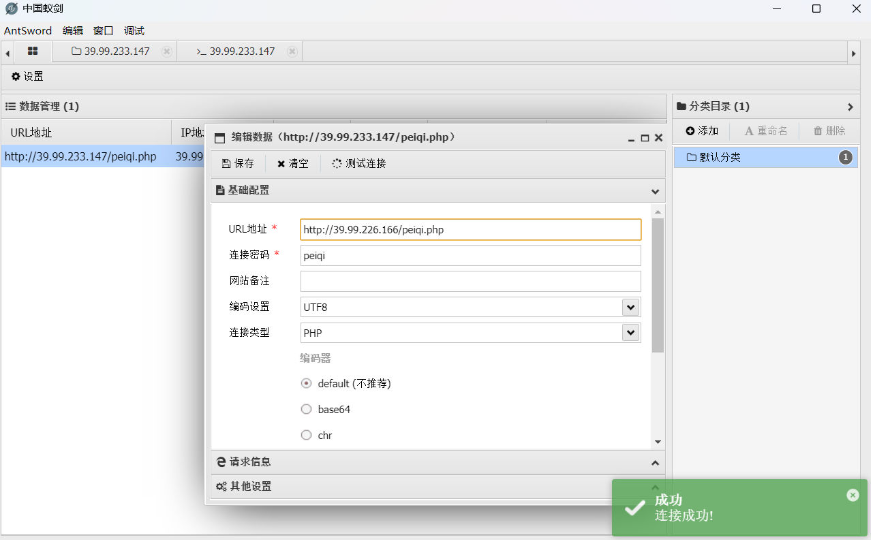 中国蚁剑
AntSword 编辑 窗口 调试
39.99.233.147 39.99.233.147
设置
数据管理 (1)
分类目录 (1)
URL地址
添加 重命名 删除
http://39.99.233.147/peiqi.php 39.99
默认分类 1
编辑数据（http://39.99.233.147/peiqi.php）
保存 清空 测试连接
基础配置
URL地址 * http://39.99.226.166/peiqi.php
连接密码 * peiqi
网站备注
编码设置 UTF8
连接类型 PHP
编码器
default (不推荐)
base64
chr
请求信息
其他设置
成功
连接成功!